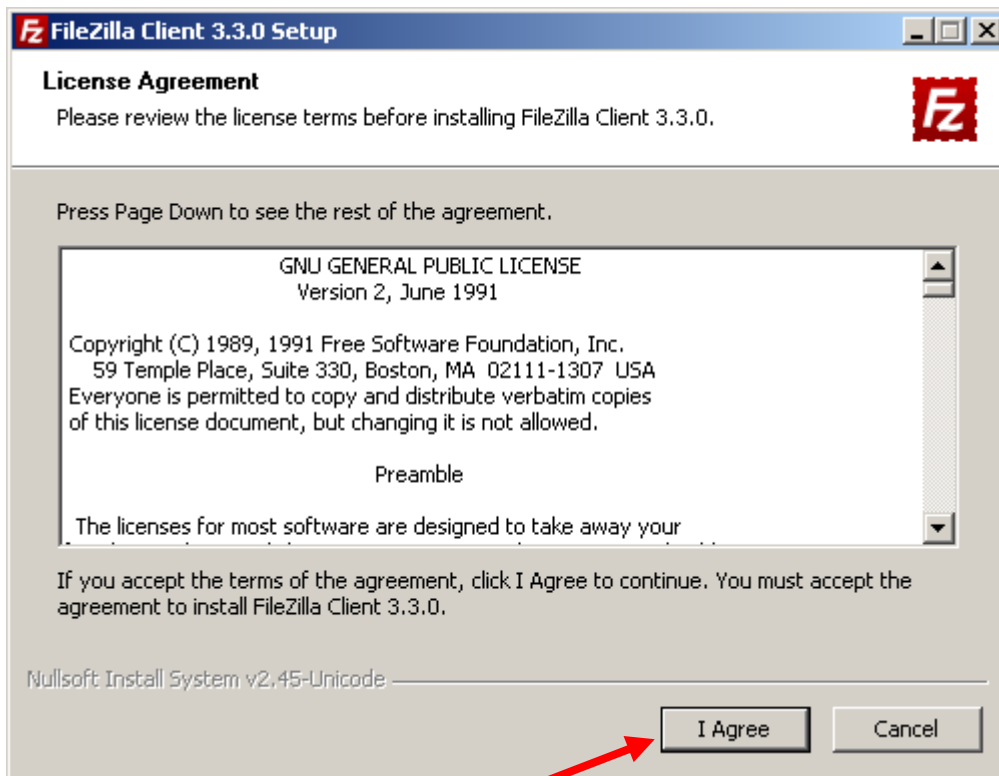 FileZilla Client 3.3.0 Setup
License Agreement
Please review the license terms before installing FileZilla Client 3.3.0.
Press Page Down to see the rest of the agreement.
GNU GENERAL PUBLIC LICENSE
Version 2, June 1991
Copyright (C) 1989, 1991 Free Software Foundation, Inc.
59 Temple Place, Suite 330, Boston, MA 02111-1307 USA
Everyone is permitted to copy and distribute verbatim copies
of this license document, but changing it is not allowed.
Preamble
The licenses for most software are designed to take away your
If you accept the terms of the agreement, click I Agree to continue. You must accept the
agreement to install FileZilla Client 3.3.0.
Nullsoft Install System v2.45-Unicode
I Agree
Cancel